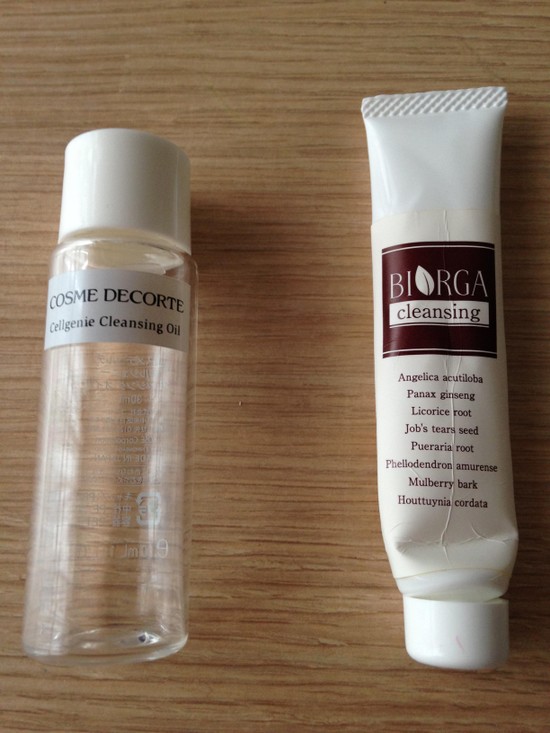 COSME DECORTE
Cellgenie Cleansing Oil
30ml
BIORGA
cleansing
Angelica acutiloba
Panax ginseng
Licorice root
Job's tears seed
Pueraria root
Phellodendron amurense
Mulberry bark
Houttuynia cordata